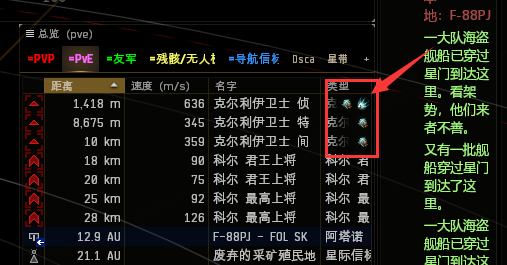 总览 (pve)
=PVP =PvE =友军 =残骸/无人机 =导航信标 Dsca 星带 +
距离 速度 (m/s) 名字 类型
1,418 m 636 克尔利伊卫士 侦 克
8,675 m 345 克尔利伊卫士 特 克
10 km 359 克尔利伊卫士 间 克尔
18 km 90 科尔 君王上将 科尔 君
20 km 75 科尔 君王上将 科尔 君
25 km 92 科尔 最高上将 科尔 最
28 km 126 科尔 最高上将 科尔 最
12.9 AU F-88PJ - FOL SK 阿塔诺
21.1 AU 废弃的采矿殖民地 星际信标
地: F-88PJ
一大队海盗
舰船已穿过
星门到达这
里。看架
势，他们来
者不善。
又有一批舰
船穿过星门
到达了这
里。
一大队海盗
舰船已穿过
星门到达这